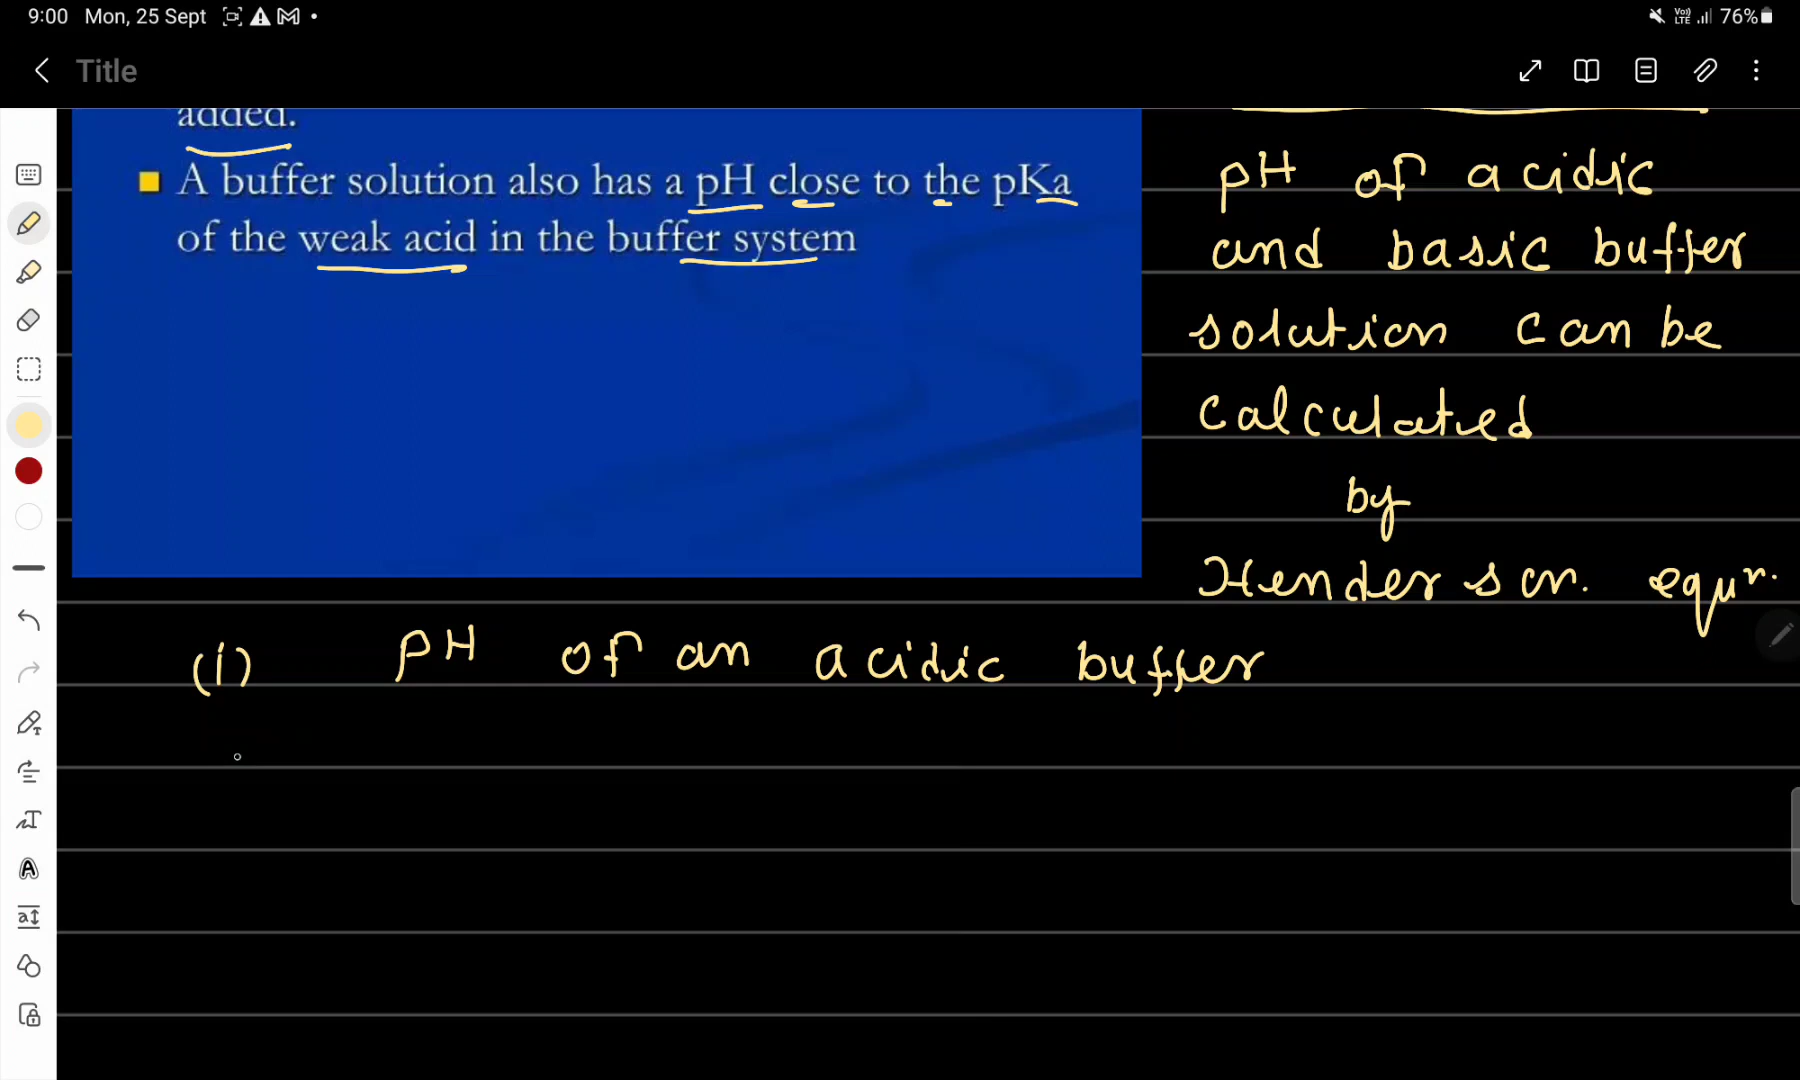 9:00 Mon, 25 Sept
76%
Title
added.
A buffer solution also has a pH close to the pKa
of the weak acid in the buffer system
pH of acidic
and basic buffer
solution can be
calculated
by
Henderson. equn.
(i) PH of an acidic buffer